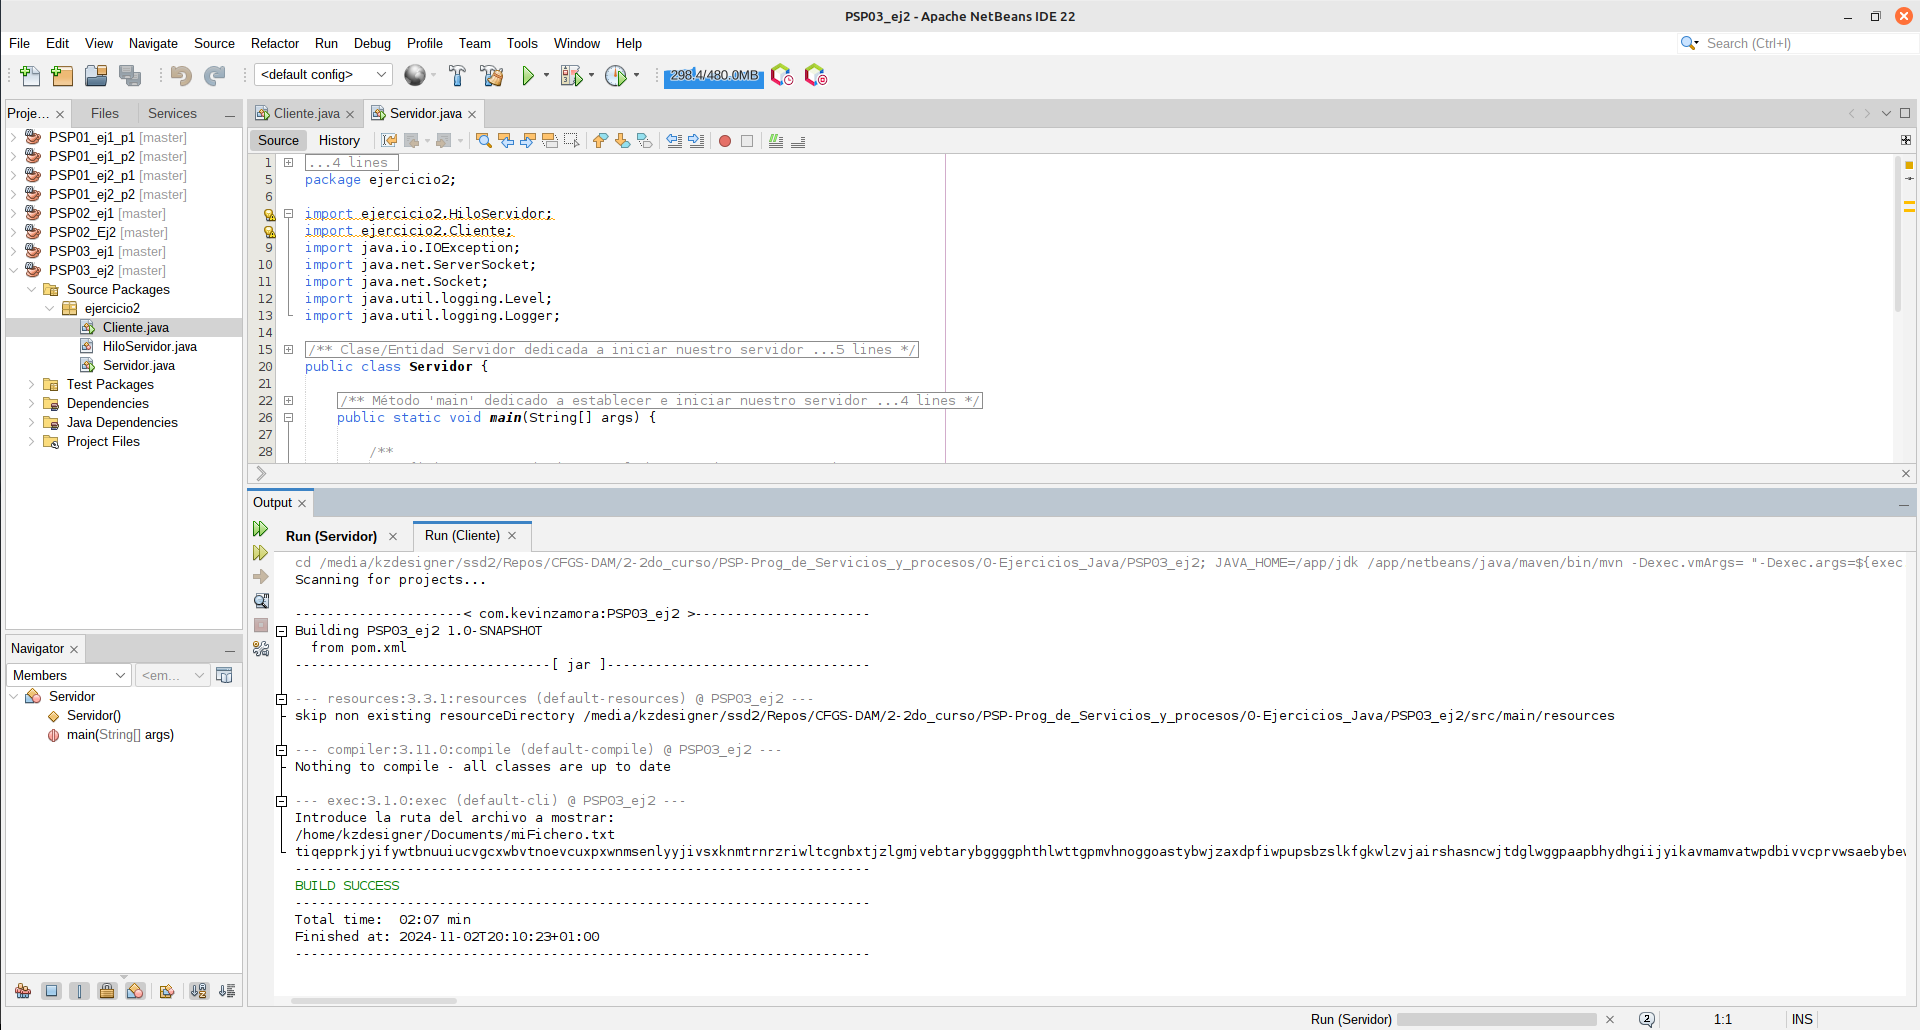 PSP03_ej2 - Apache NetBeans IDE 22
File Edit View Navigate Source Refactor Run Debug Profile Team Tools Window Help
Search (Ctrl+I)
<default config>
298.4/480.0MB
Proje... Files Services
PSP01_ej1_p1 [master]
PSP01_ej1_p2 [master]
PSP01_ej2_p1 [master]
PSP01_ej2_p2 [master]
PSP02_ej1 [master]
PSP02_Ej2 [master]
PSP03_ej1 [master]
PSP03_ej2 [master]
Source Packages
ejercicio2
Cliente.java
HiloServidor.java
Servidor.java
Test Packages
Dependencies
Java Dependencies
Project Files
Navigator
Members
<em...
Servidor
Servidor()
main(String[] args)
Cliente.java Servidor.java
Source History
1 ...4 lines
5 package ejercicio2;
6
import ejercicio2.HiloServidor;
import ejercicio2.Cliente;
9 import java.io.IOException;
10 import java.net.ServerSocket;
11 import java.net.Socket;
12 import java.util.logging.Level;
13 import java.util.logging.Logger;
14
15 /** Clase/Entidad Servidor dedicada a iniciar nuestro servidor ...5 lines */
20 public class Servidor {
21
22 /** Método 'main' dedicado a establecer e iniciar nuestro servidor ...4 lines */
26 public static void main(String[] args) {
27
28 /**
Output
Run (Servidor) Run (Cliente)
cd /media/kzdesigner/ssd2/Repos/CFGS-DAM/2-2do_curso/PSP-Prog_de_Servicios_y_procesos/0-Ejercicios_Java/PSP03_ej2; JAVA_HOME=/app/jdk /app/netbeans/java/maven/bin/mvn -Dexec.vmArgs= "-Dexec.args=${exec
Scanning for projects...
---------------------< com.kevinzamora:PSP03_ej2 >----------------------
Building PSP03_ej2 1.0-SNAPSHOT
from pom.xml
--------------------------------[ jar ]---------------------------------
--- resources:3.3.1:resources (default-resources) @ PSP03_ej2 ---
skip non existing resourceDirectory /media/kzdesigner/ssd2/Repos/CFGS-DAM/2-2do_curso/PSP-Prog_de_Servicios_y_procesos/0-Ejercicios_Java/PSP03_ej2/src/main/resources
--- compiler:3.11.0:compile (default-compile) @ PSP03_ej2 ---
Nothing to compile - all classes are up to date
--- exec:3.1.0:exec (default-cli) @ PSP03_ej2 ---
Introduce la ruta del archivo a mostrar:
/home/kzdesigner/Documents/miFichero.txt
tiqepprkjyifywtbnuuiucvgcxwbvtnoevcuxpxwnmsenlyyjivsxknmtrnrzriwltcgnbxtjzlgmjvebtarybggggphthlwttgpmvhnoggoastybwjzaxdpfiwpupsbzslkfgkwlzvjairshasncwjtdglwggpaapbhydhgiijyikavmamvatwpdbivvcprvwsaebybew
------------------------------------------------------------------------
BUILD SUCCESS
------------------------------------------------------------------------
Total time:  02:07 min
Finished at: 2024-11-02T20:10:23+01:00
------------------------------------------------------------------------
Run (Servidor) 2 1:1 INS